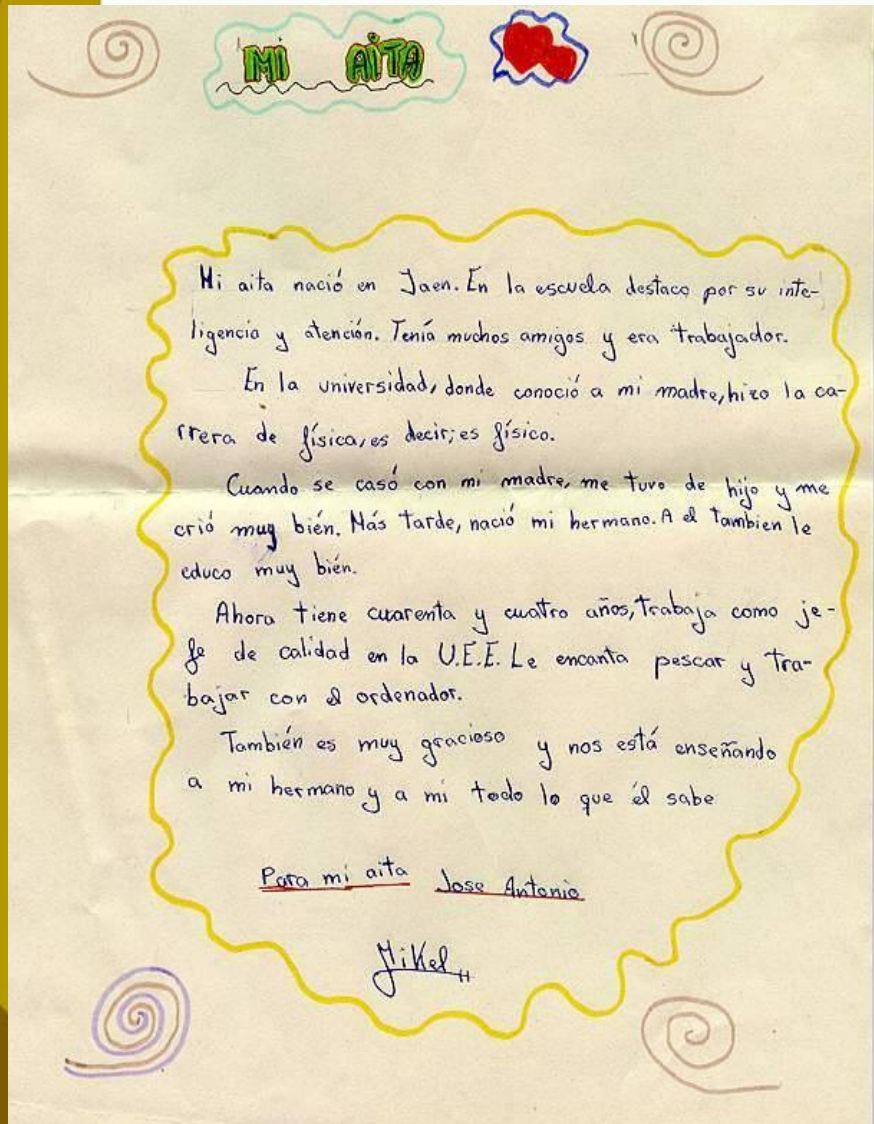 MI AITA
Mi aita nació en Jaen. En la escuela destaco por su inte-
ligencia y atención. Tenía muchos amigos y era trabajador.
En la universidad, donde conoció a mi madre, hizo la ca-
rrera de física, es decir; es físico.
Cuando se casó con mi madre, me tuvo de hijo y me
crió muy bién. Más tarde, nació mi hermano. A el tambien le
educo muy bién.
Ahora tiene cuarenta y cuatro años, trabaja como je-
fe de calidad en la U.E.E. Le encanta pescar y tra-
bajar con el ordenador.
También es muy gracioso y nos está enseñando
a mi hermano y a mi todo lo que él sabe
Para mi aita Jose Antonio
Mikel